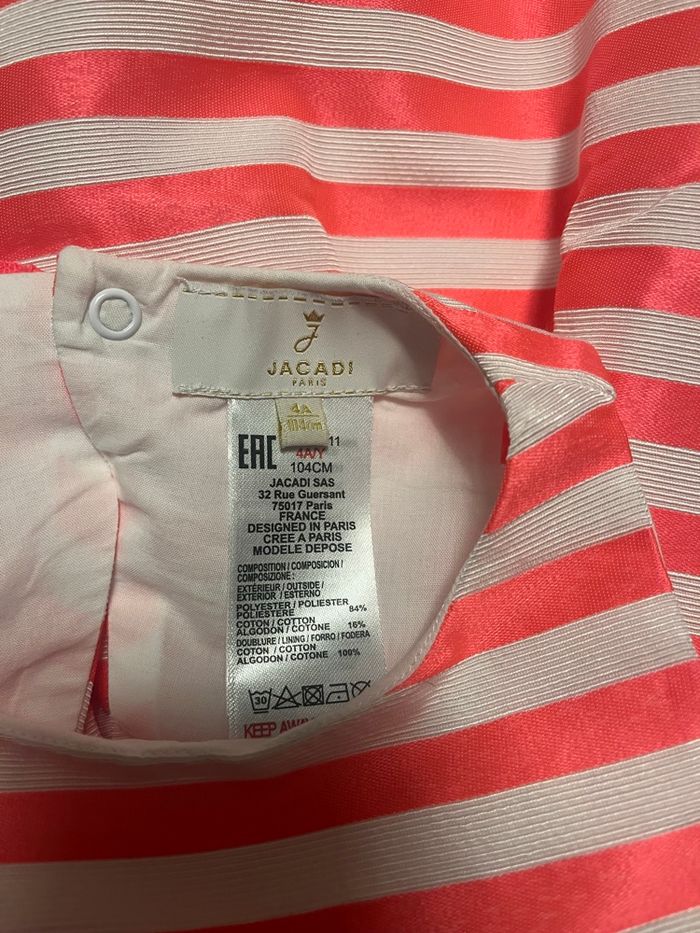 J
JACADI
PARIS
4A
104cm
EAC
11
4A/Y
104CM
JACADI SAS
32 Rue Guersant
75017 Paris
FRANCE
DESIGNED IN PARIS
CREE A PARIS
MODELE DEPOSE
COMPOSITION / COMPOSICION /
COMPOSIZIONE :
EXTÉRIEUR / OUTSIDE /
EXTERIOR / ESTERNO
POLYESTER / POLIESTER
POLIESTERE 84%
COTON / COTTON
ALGODON / COTONE 16%
DOUBLURE / LINING / FORRO / FODERA
COTON / COTTON
ALGODON / COTONE 100%
30
KEEP